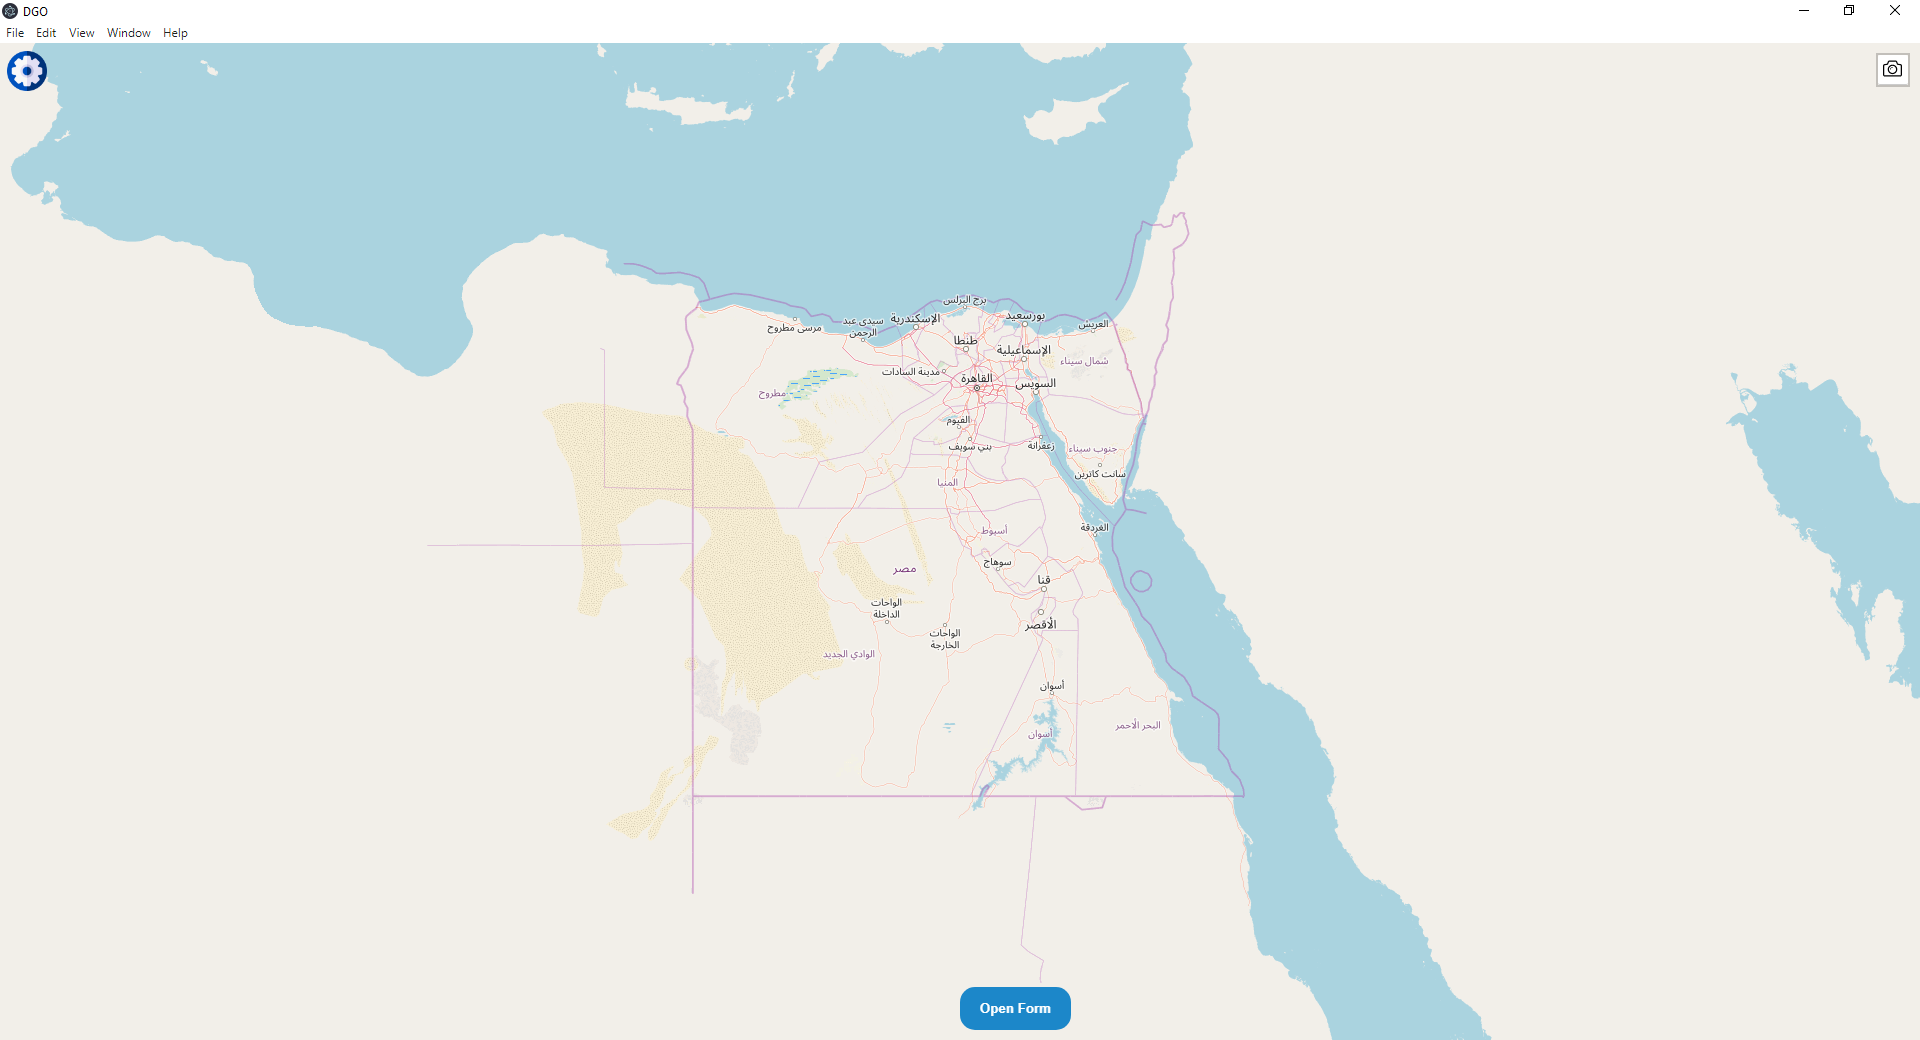 DGO
File Edit View Window Help
برج البرلس
الإسكندرية
بورسعيد
سيدي عبد
الرحمن
مرسى مطروح
العريش
طنطا
الإسماعيلية
شمال سيناء
مدينة السادات
القاهرة
السويس
مطروح
الفيوم
بني سويف
زعفرانة
جنوب سيناء
سانت كاترين
المنيا
أسيوط
الغردقة
سوهاج
مصر
قنا
الواحات
الداخلة
الأقصر
الواحات
الخارجة
الوادي الجديد
أسوان
البحر الأحمر
أسوان
Open Form